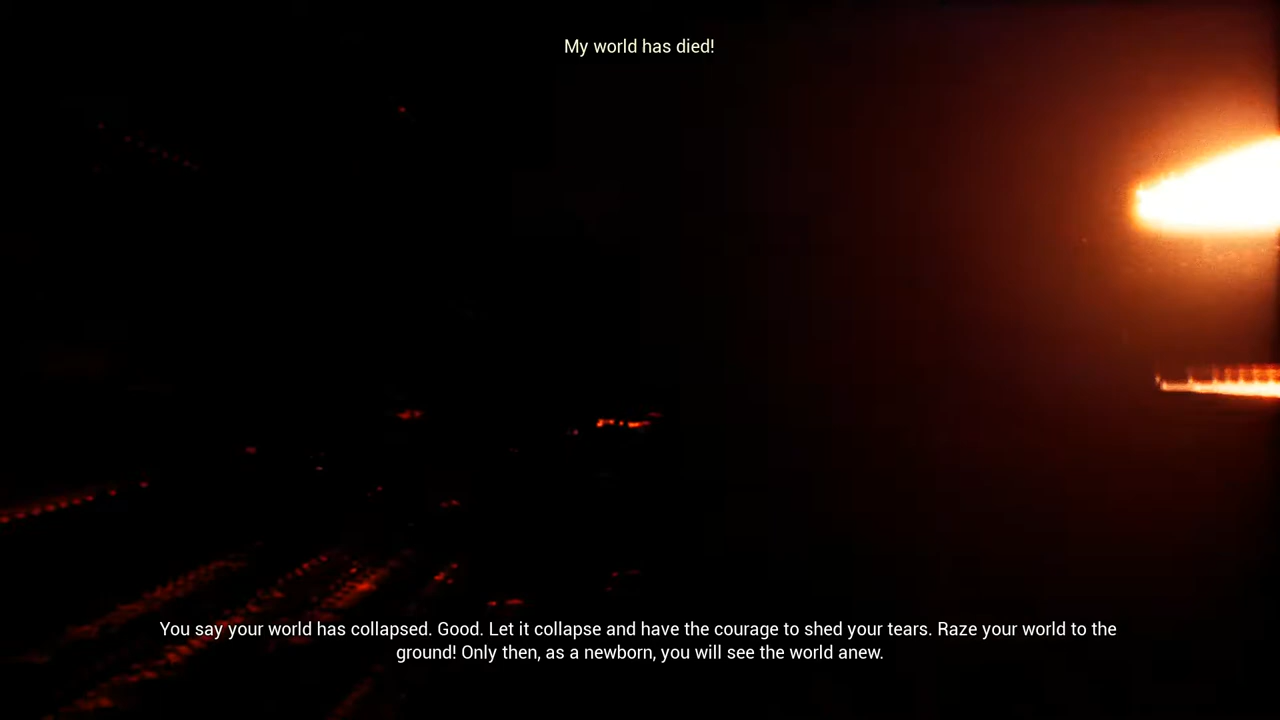 My world has died!
You say your world has collapsed. Good. Let it collapse and have the courage to shed your tears. Raze your world to the
ground! Only then, as a newborn, you will see the world anew.